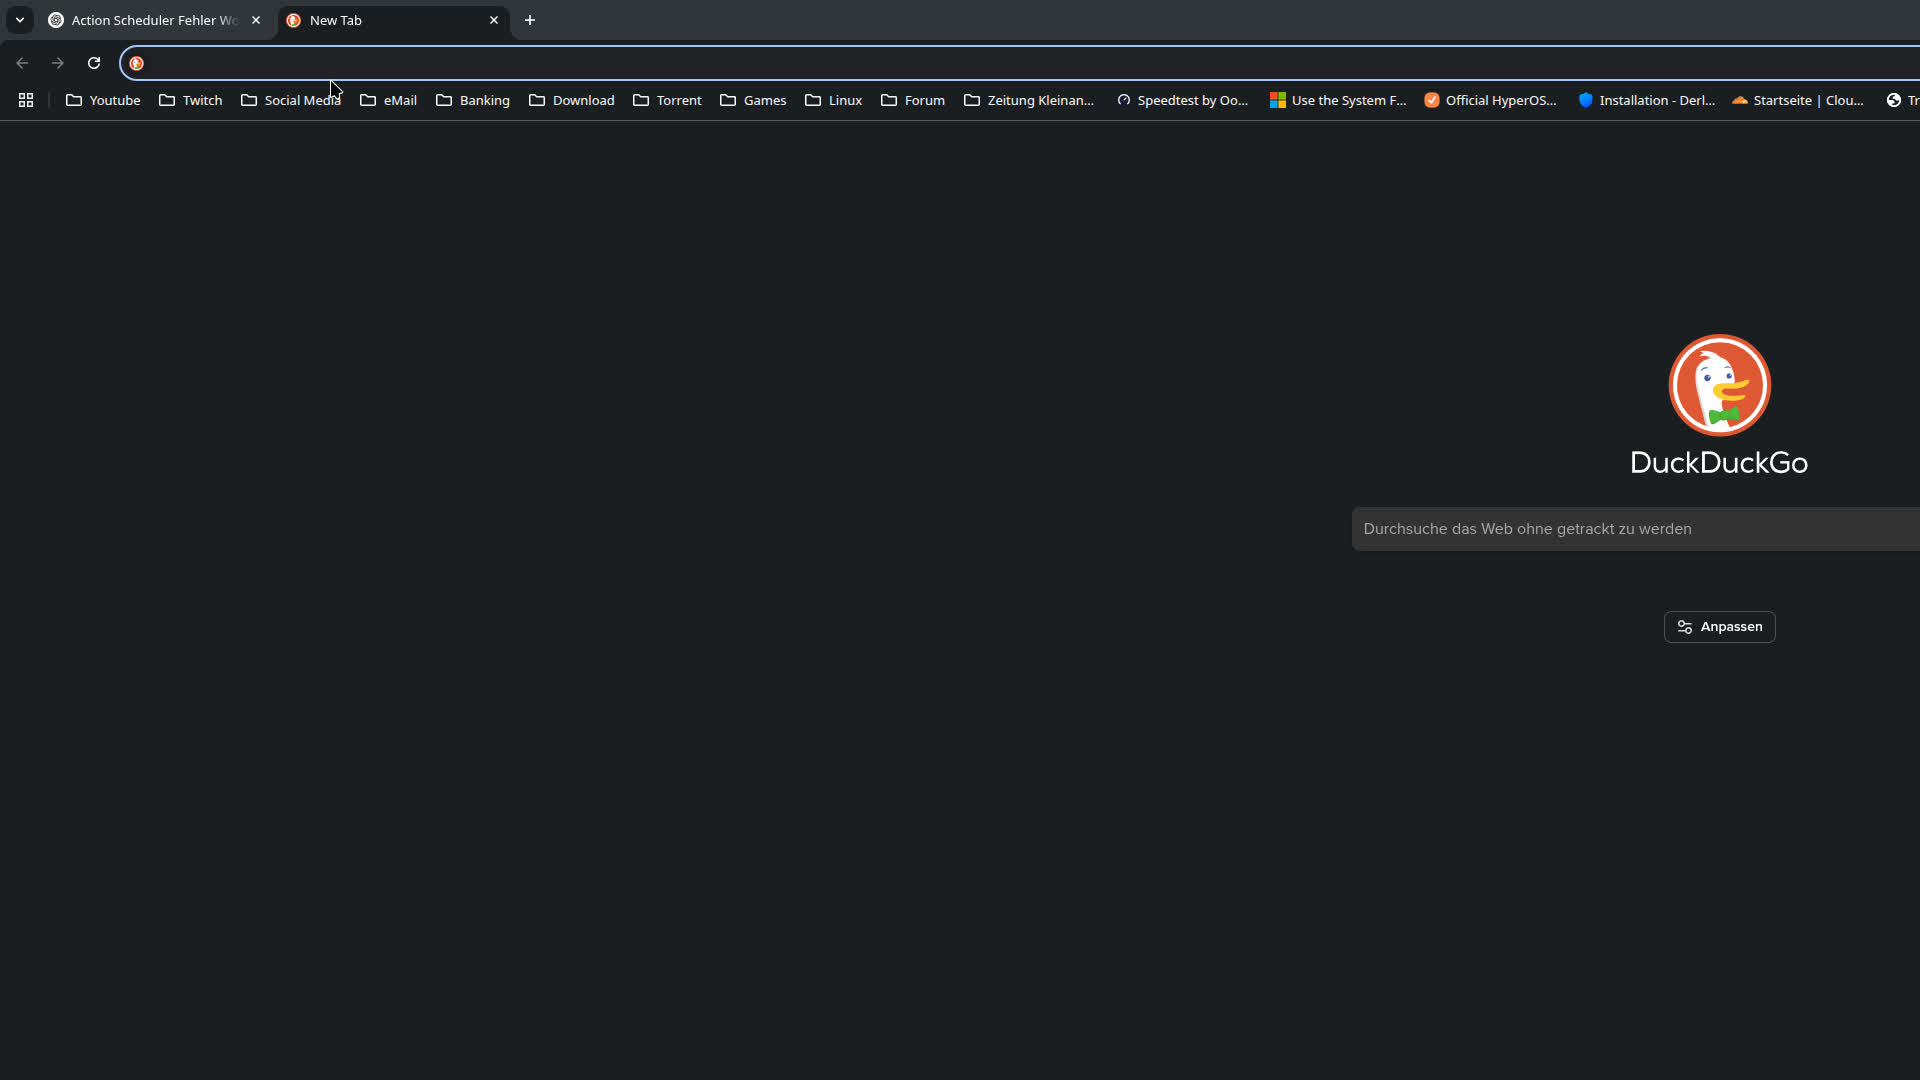 Action Scheduler Fehler Wo
New Tab
Youtube Twitch Social Media eMail Banking Download Torrent Games Linux Forum Zeitung Kleinan... Speedtest by Oo... Use the System F... Official HyperOS... Installation - Derl... Startseite | Clou... Tr
DuckDuckGo
Durchsuche das Web ohne getrackt zu werden
Anpassen